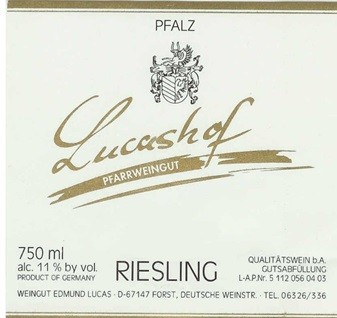 PFALZ
Lucashof
PFARRWEINGUT
750 ml
alc. 11 % by vol.
PRODUCT OF GERMANY
RIESLING
QUALITÄTSWEIN b.A.
GUTSABFÜLLUNG
L-A.P.Nr. 5 112 056 04 03
WEINGUT EDMUND LUCAS · D-67147 FORST, DEUTSCHE WEINSTR. · TEL. 06326/336